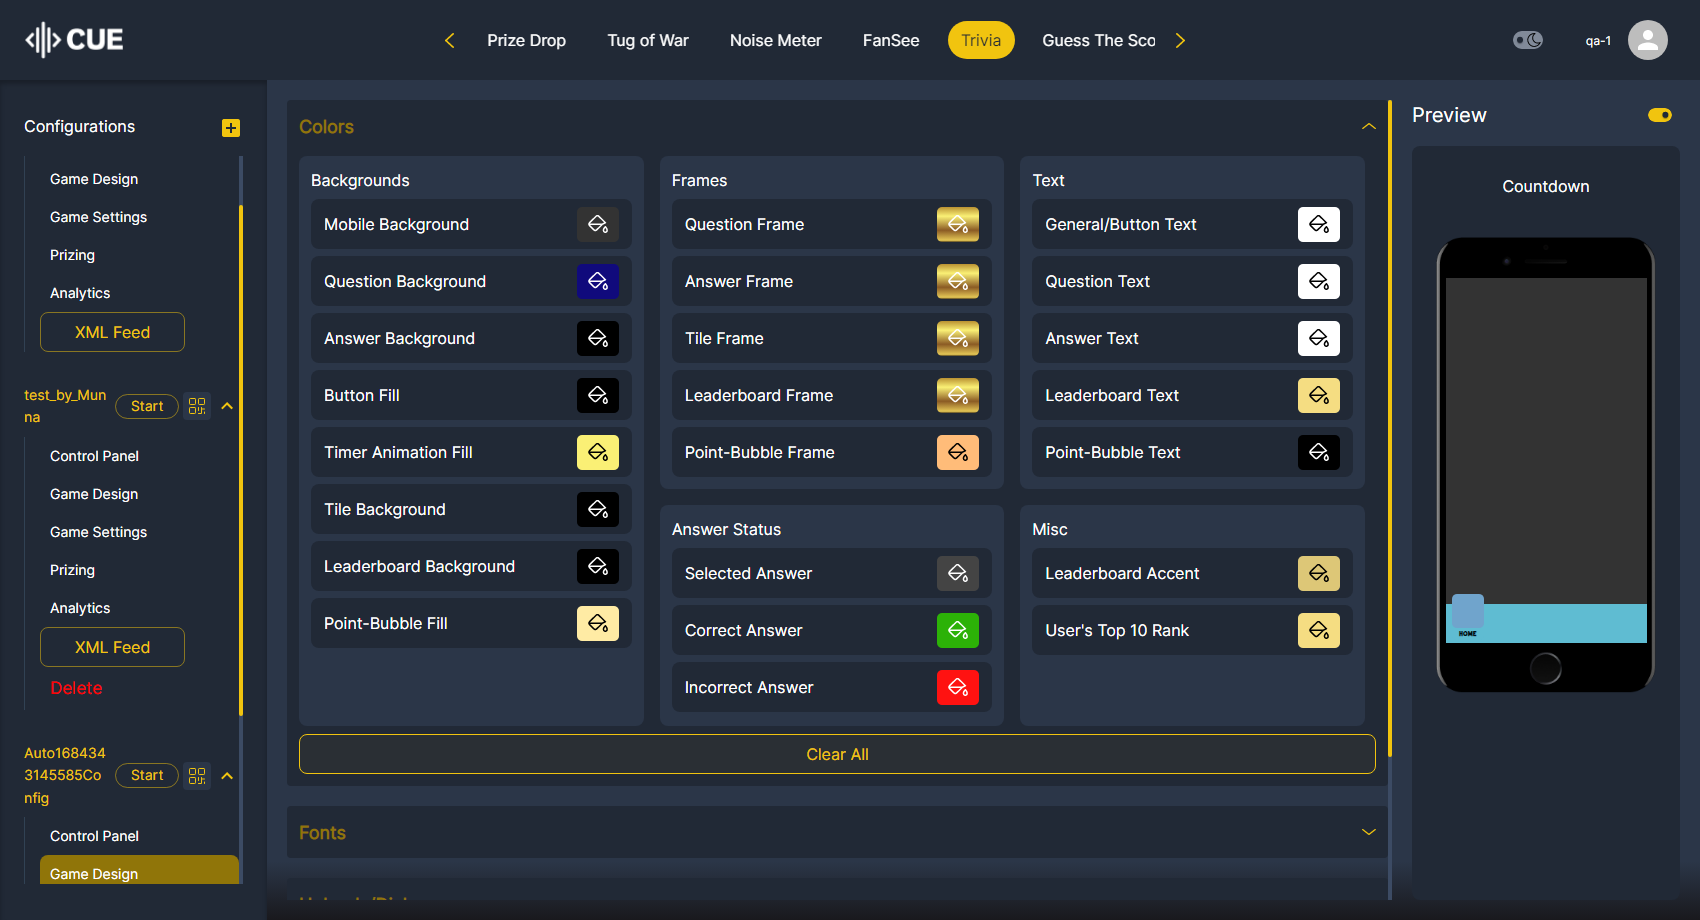 CUE
Prize Drop
Tug of War
Noise Meter
FanSee
Trivia
Guess The Sco
qa-1
Configurations
Game Design
Game Settings
Prizing
Analytics
XML Feed
test_by_Mun
na
Start
Control Panel
Game Design
Game Settings
Prizing
Analytics
XML Feed
Delete
Auto168434
3145585Co
nfig
Start
Control Panel
Game Design
Colors
Backgrounds
Mobile Background
Question Background
Answer Background
Button Fill
Timer Animation Fill
Tile Background
Leaderboard Background
Point-Bubble Fill
Frames
Question Frame
Answer Frame
Tile Frame
Leaderboard Frame
Point-Bubble Frame
Text
General/Button Text
Question Text
Answer Text
Leaderboard Text
Point-Bubble Text
Answer Status
Selected Answer
Correct Answer
Incorrect Answer
Misc
Leaderboard Accent
User's Top 10 Rank
Clear All
Fonts
Preview
Countdown
HOME